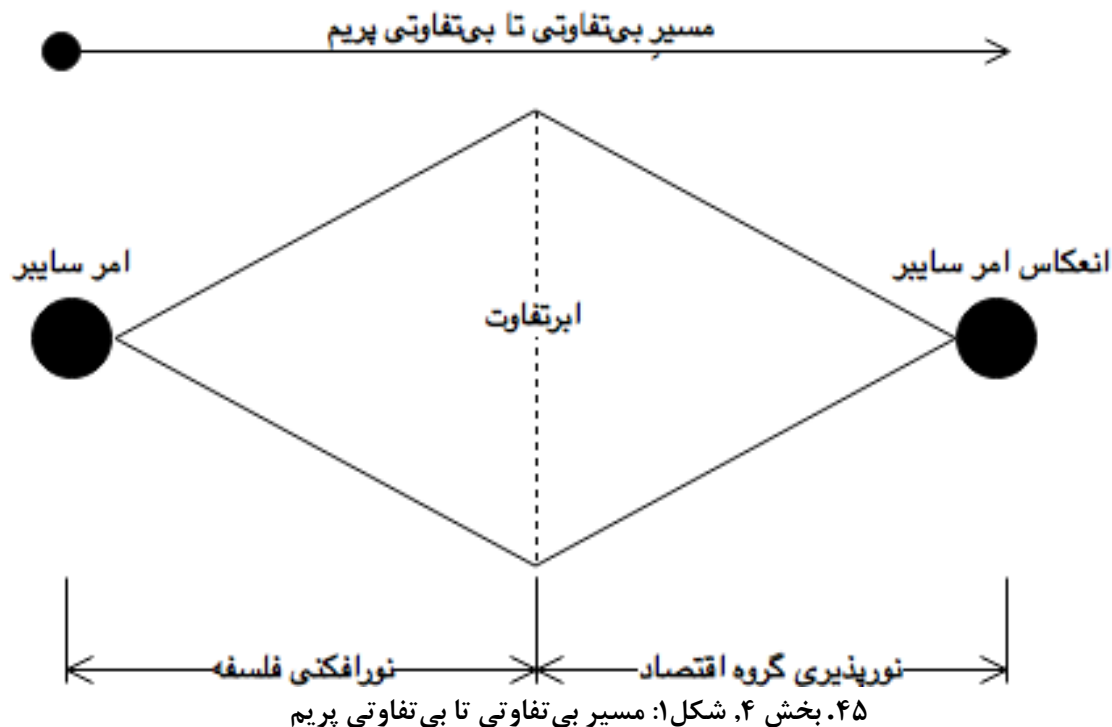 مسیرِ بی‌تفاوتی تا بی‌تفاوتی پریم
امر سایبر
انعکاس امر سایبر
ابرتفاوت
نورافکنی فلسفه
نورپذیری گروه اقتصاد
۴۵. بخش ۴, شکل۱: مسیر بی‌تفاوتی تا بی‌تفاوتی پریم